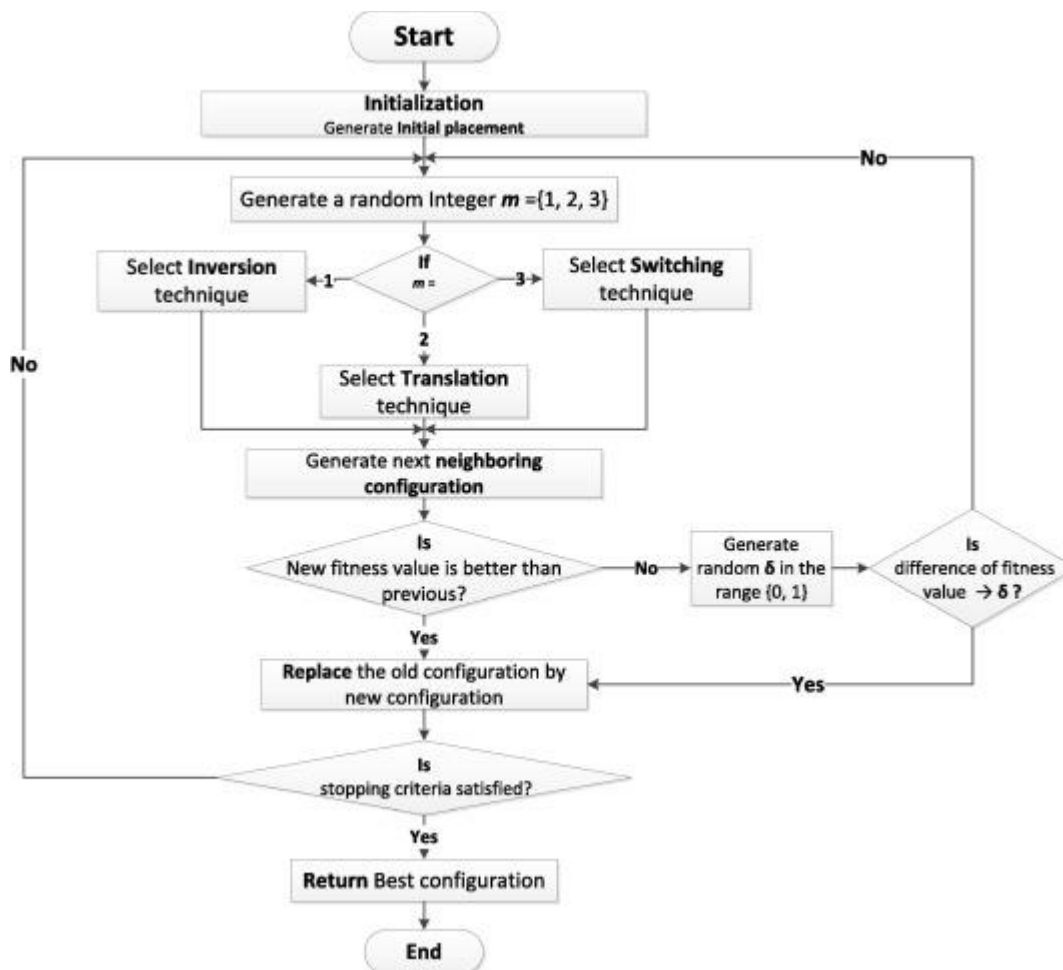 Start
Initialization
Generate Initial placement
No
Generate a random Integer m ={1, 2, 3}
Select Inversion
technique
1
If
m =
3
Select Switching
technique
2
No
Select Translation
technique
Generate next neighboring
configuration
Is
New fitness value is better than
previous?
No
Generate
random δ in the
range {0, 1}
Is
difference of fitness
value → δ ?
Yes
Replace the old configuration by
new configuration
Yes
Is
stopping criteria satisfied?
Yes
Return Best configuration
End